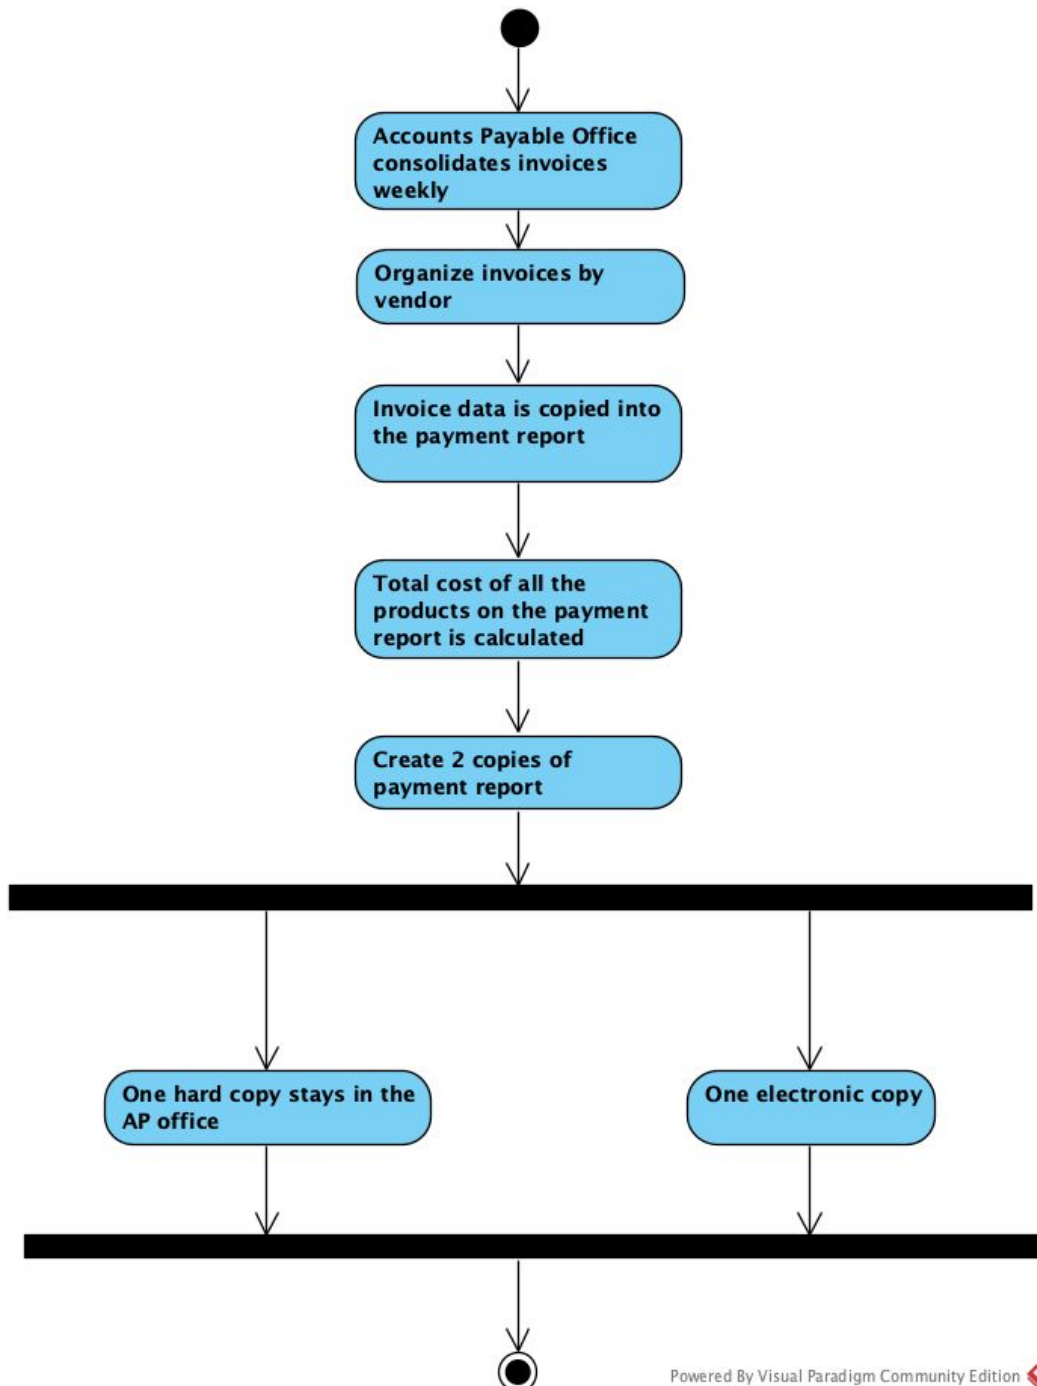 Accounts Payable Office
consolidates invoices
weekly
Organize invoices by
vendor
Invoice data is copied into
the payment report
Total cost of all the
products on the payment
report is calculated
Create 2 copies of
payment report
One hard copy stays in the
AP office
One electronic copy
Powered By Visual Paradigm Community Edition